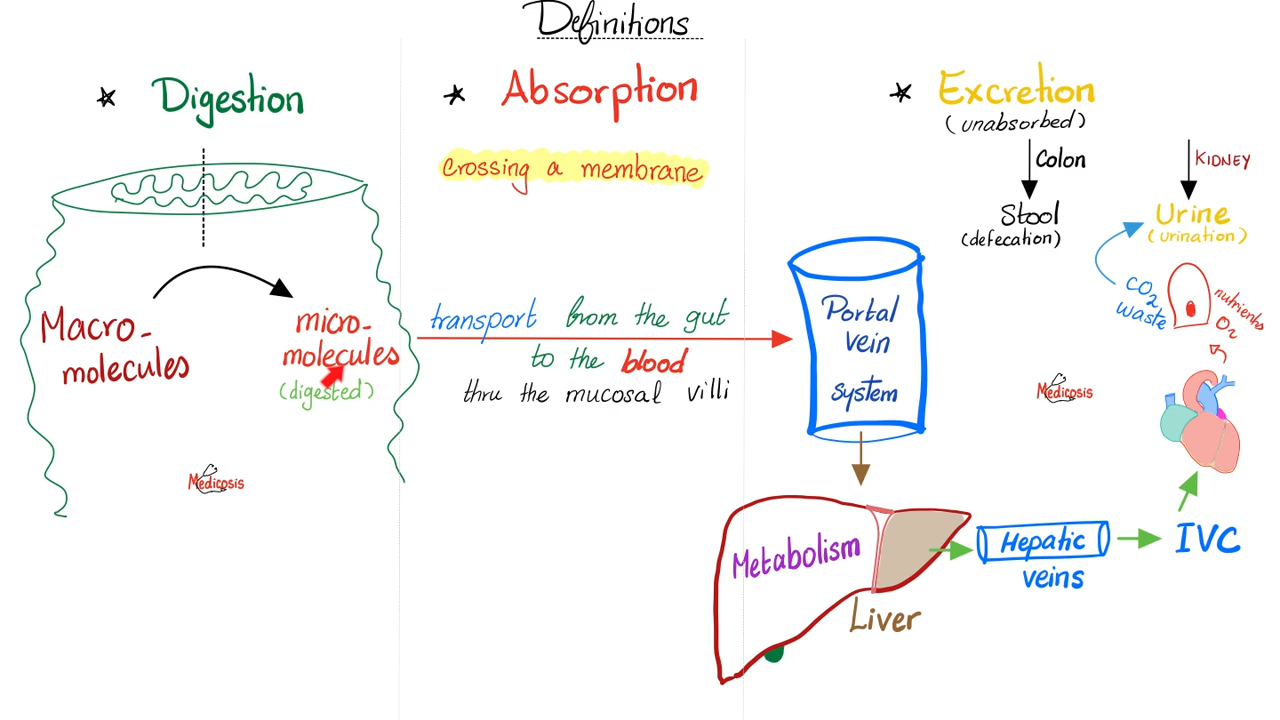 Definitions
* Digestion
Macro-
molecules
micro-
molecules
(digested)
Medicosis
* Absorption
crossing a membrane
transport from the gut
to the blood
thru the mucosal villi
Portal
vein
system
Metabolism
Liver
Hepatic
veins
IVC
* Excretion
(unabsorbed)
Colon
Stool
(defecation)
KIDNEY
Urine
(urination)
CO2
waste
nutrients
O2
Medicosis